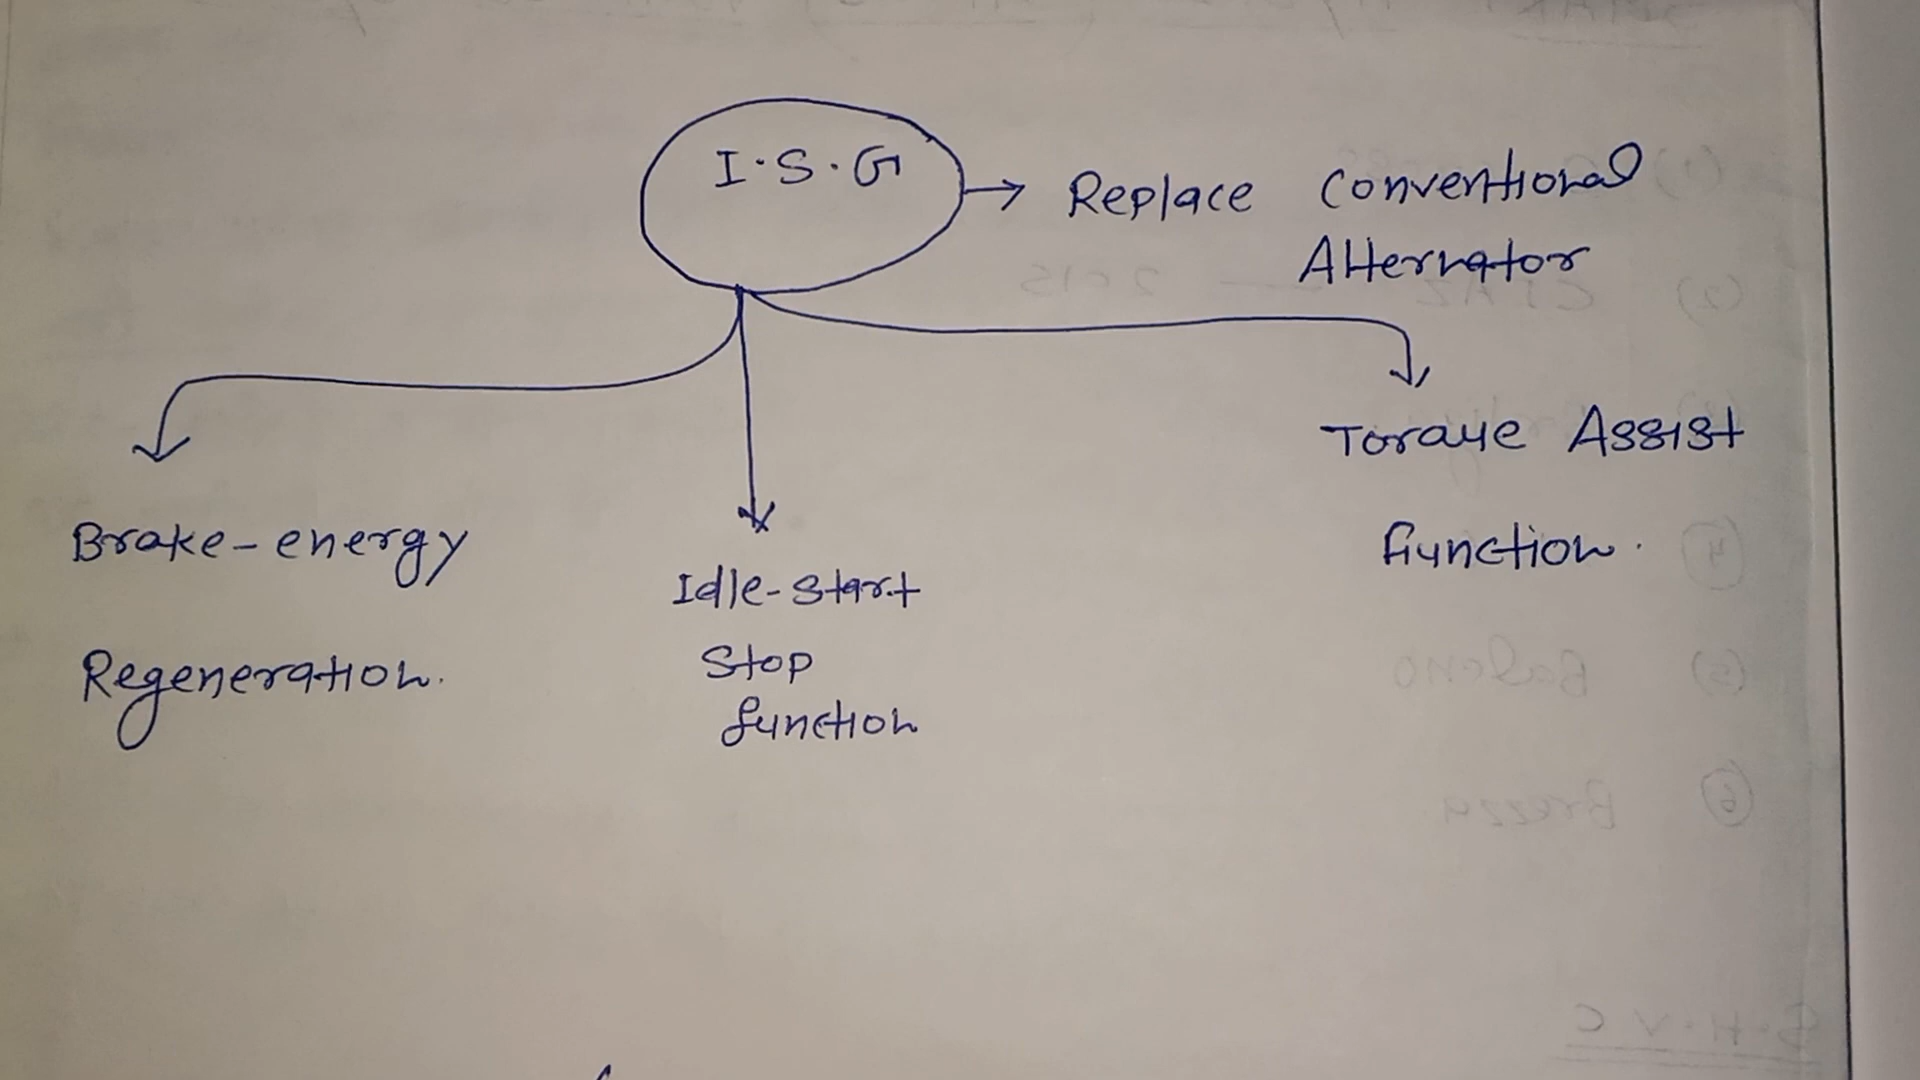 I.S.G
→ Replace Conventional
Alternator
Torque Assist
function.
Brake-energy
Regeneration.
Idle-start
Stop
function